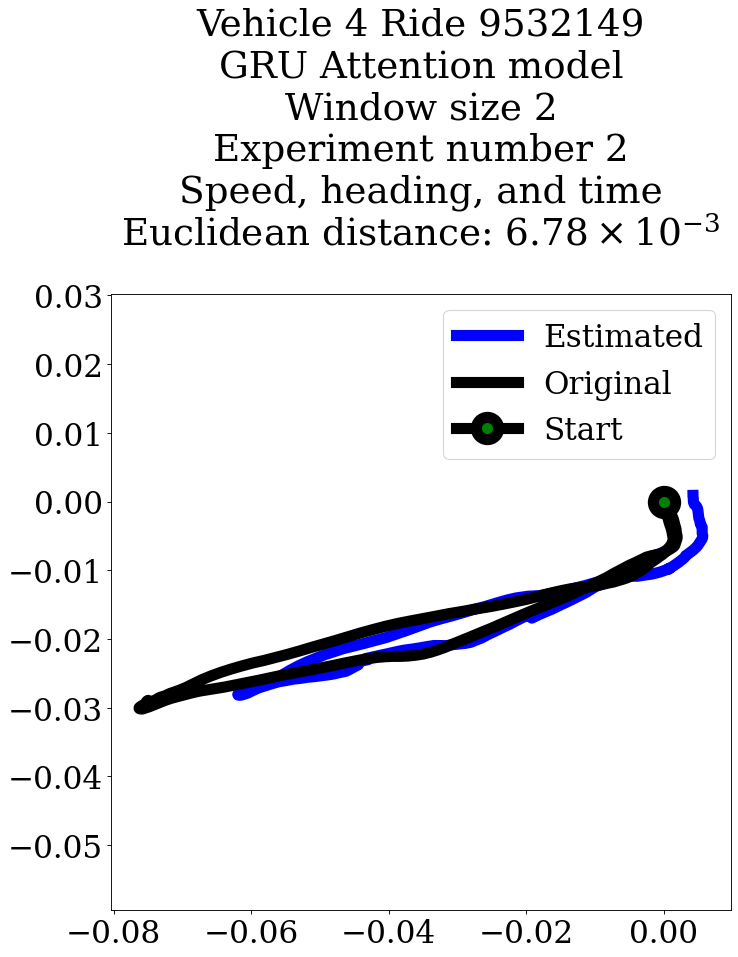 Vehicle 4 Ride 9532149
GRU Attention model
Window size 2
Experiment number 2
Speed, heading, and time
Euclidean distance: 6.78 × 10⁻³
0.03
0.02
0.01
0.00
−0.01
−0.02
−0.03
−0.04
−0.05
Estimated
Original
Start
−0.08 −0.06 −0.04 −0.02 0.00